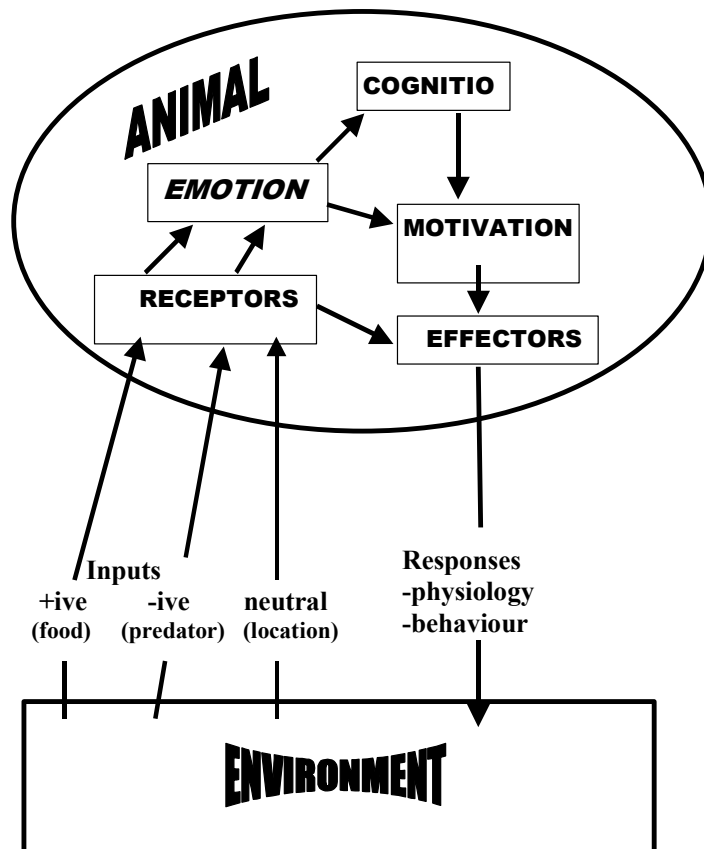 ANIMAL
COGNITIO
EMOTION
MOTIVATION
RECEPTORS
EFFECTORS
Inputs
+ive -ive neutral
(food) (predator) (location)
Responses
-physiology
-behaviour
ENVIRONMENT